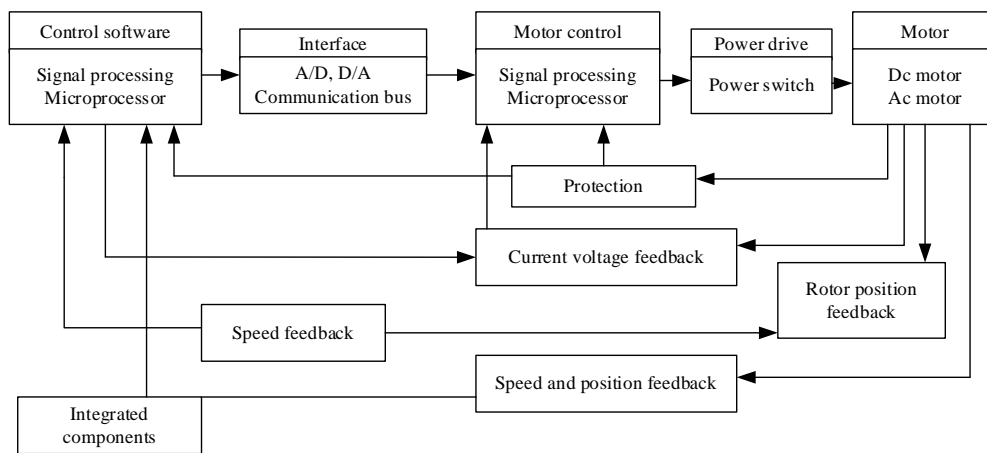 Control software
Signal processing
Microprocessor
Interface
A/D, D/A
Communication bus
Motor control
Signal processing
Microprocessor
Power drive
Power switch
Motor
Dc motor
Ac motor
Protection
Current voltage feedback
Rotor position
feedback
Speed feedback
Speed and position feedback
Integrated
components